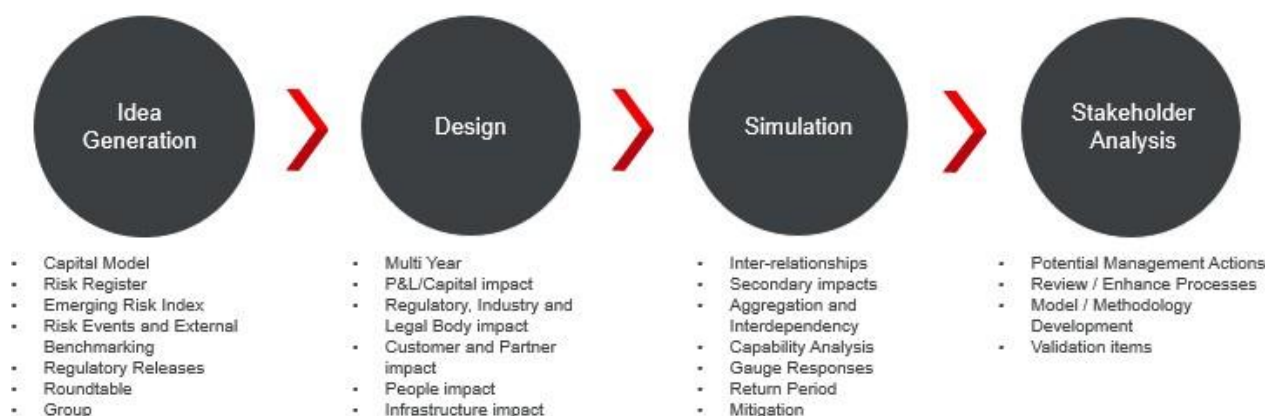 Idea
Generation
Design
Simulation
Stakeholder
Analysis
- Capital Model
- Risk Register
- Emerging Risk Index
- Risk Events and External
Benchmarking
- Regulatory Releases
- Roundtable
- Group
- Multi Year
- P&L/Capital impact
- Regulatory, Industry and
Legal Body impact
- Customer and Partner
impact
- People impact
- Infrastructure impact
- Inter-relationships
- Secondary impacts
- Aggregation and
Interdependency
- Capability Analysis
- Gauge Responses
- Return Period
- Mitigation
- Potential Management Actions
- Review / Enhance Processes
- Model / Methodology
Development
- Validation items